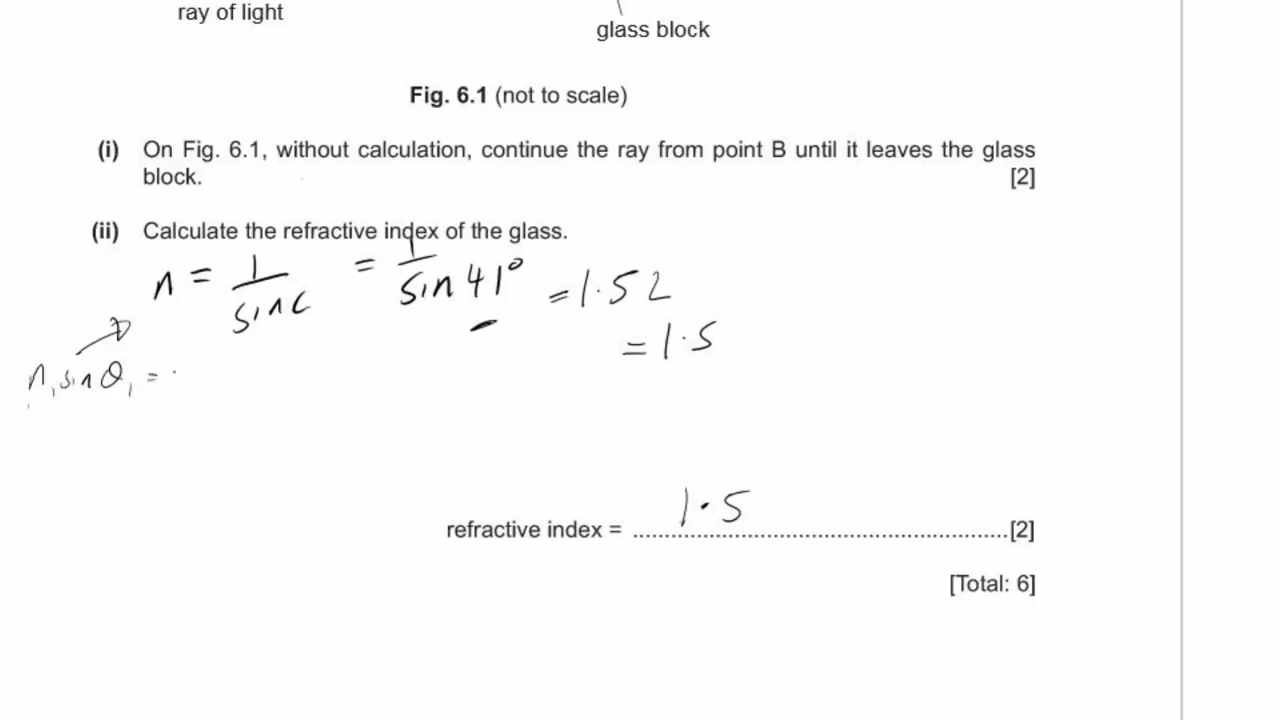 ray of light
glass block
Fig. 6.1 (not to scale)
(i) On Fig. 6.1, without calculation, continue the ray from point B until it leaves the glass
block. [2]
(ii) Calculate the refractive index of the glass.
n = 1/sin c = 1/sin 41° = 1.52
= 1.5
n₁ sin θ₁ =
refractive index = 1.5 [2]
[Total: 6]